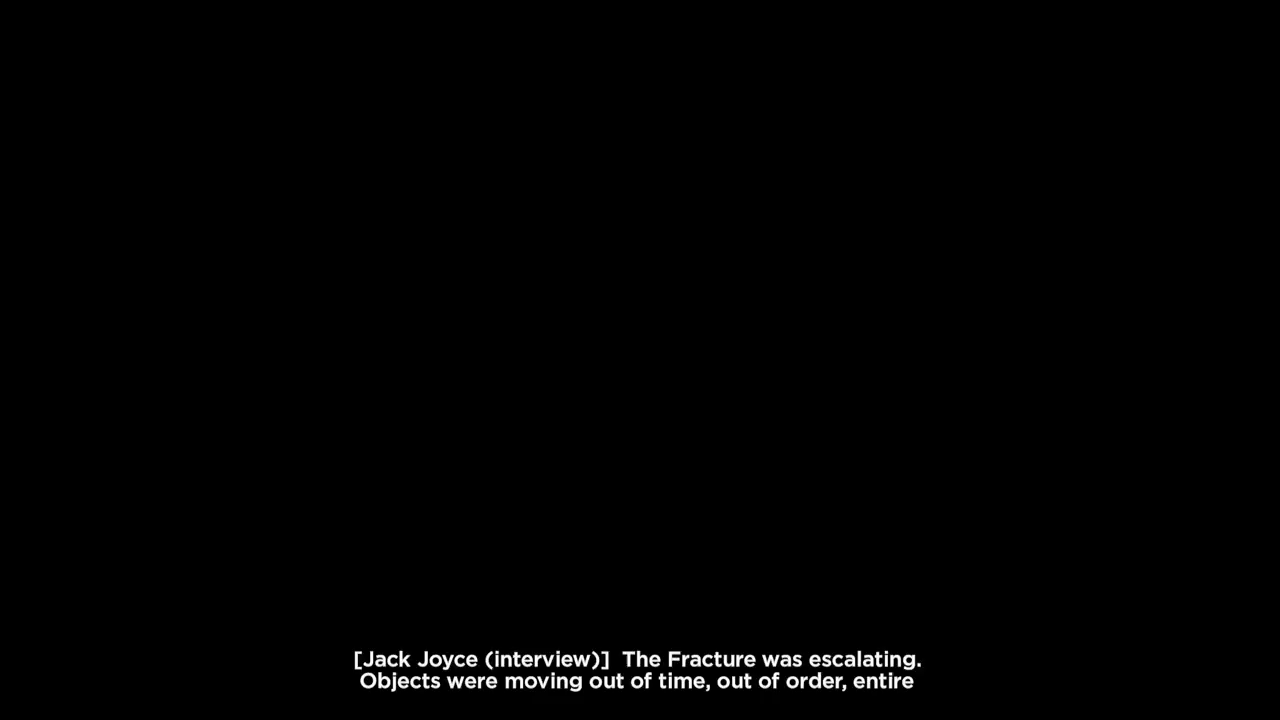 [Jack Joyce (interview)]  The Fracture was escalating.
Objects were moving out of time, out of order, entire